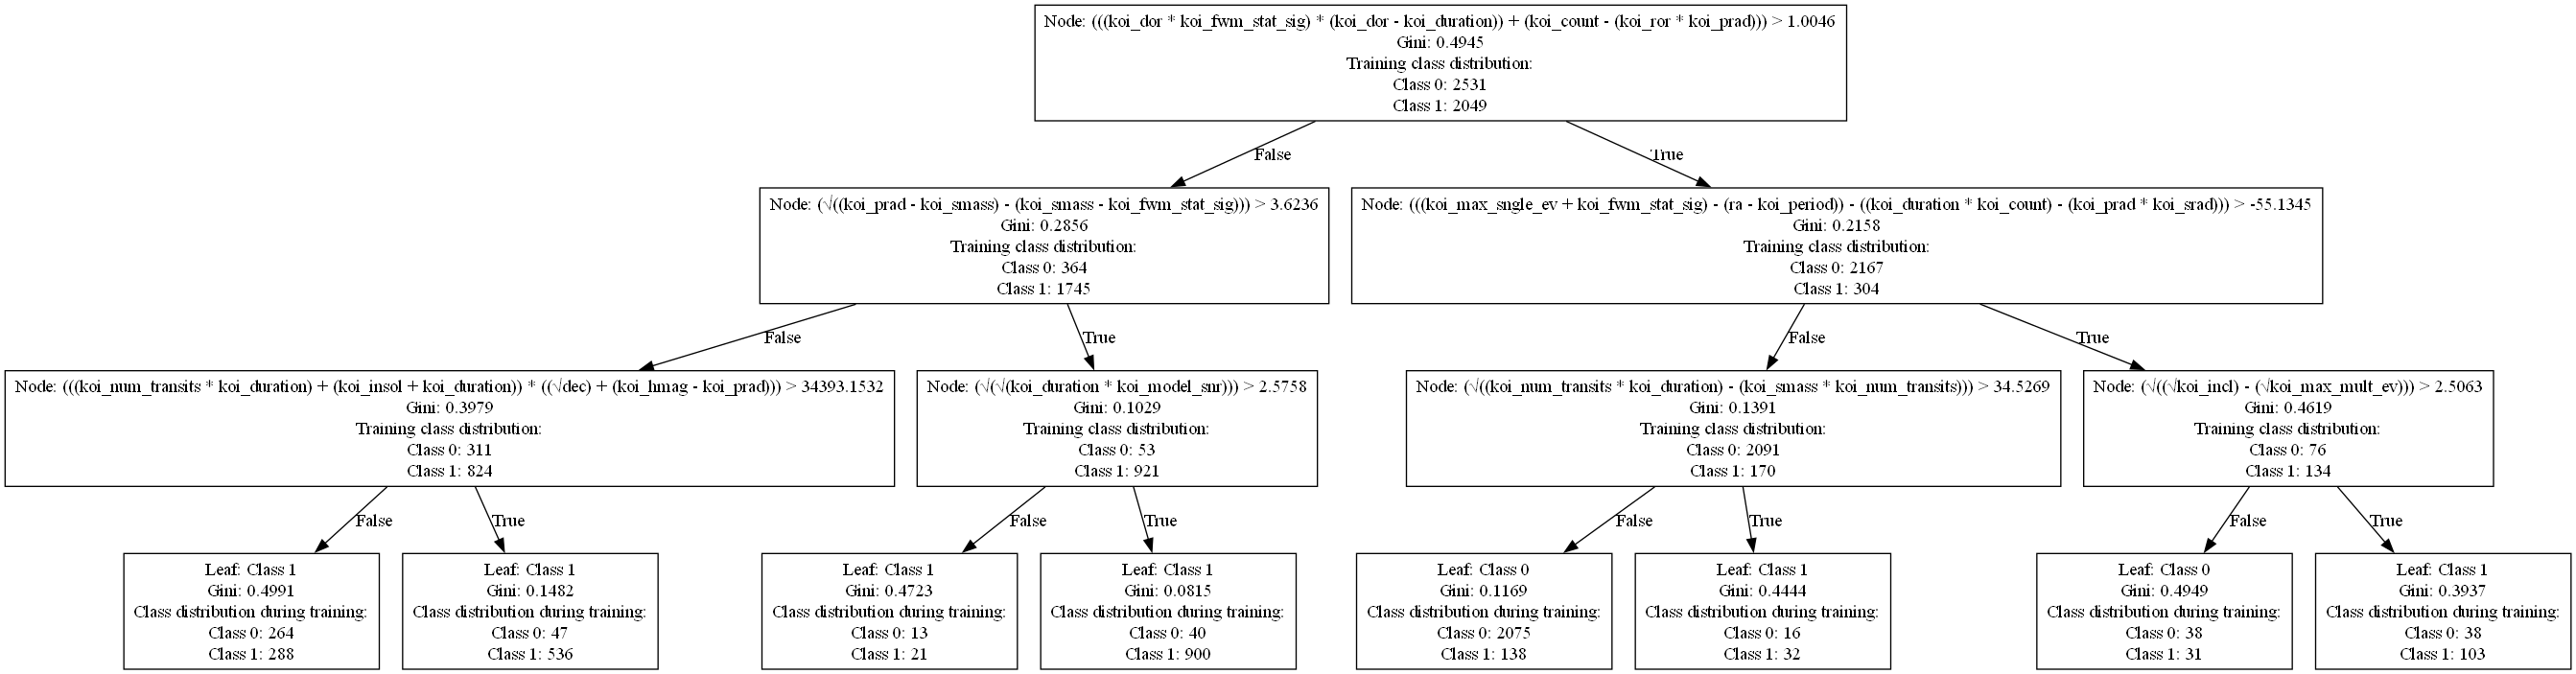 Node: (((koi_dor * koi_fwm_stat_sig) * (koi_dor - koi_duration)) + (koi_count - (koi_ror * koi_prad))) > 1.0046
Gini: 0.4945
Training class distribution:
Class 0: 2531
Class 1: 2049
False
True
Node: (√((koi_prad - koi_smass) - (koi_smass - koi_fwm_stat_sig))) > 3.6236
Gini: 0.2856
Training class distribution:
Class 0: 364
Class 1: 1745
Node: (((koi_max_sngle_ev + koi_fwm_stat_sig) - (ra - koi_period)) - ((koi_duration * koi_count) - (koi_prad * koi_srad))) > -55.1345
Gini: 0.2158
Training class distribution:
Class 0: 2167
Class 1: 304
False
True
False
True
Node: (((koi_num_transits * koi_duration) + (koi_insol + koi_duration)) * ((√dec) + (koi_hmag - koi_prad))) > 34393.1532
Gini: 0.3979
Training class distribution:
Class 0: 311
Class 1: 824
Node: (√(√(koi_duration * koi_model_snr))) > 2.5758
Gini: 0.1029
Training class distribution:
Class 0: 53
Class 1: 921
Node: (√((koi_num_transits * koi_duration) - (koi_smass * koi_num_transits))) > 34.5269
Gini: 0.1391
Training class distribution:
Class 0: 2091
Class 1: 170
Node: (√((√koi_incl) - (√koi_max_mult_ev))) > 2.5063
Gini: 0.4619
Training class distribution:
Class 0: 76
Class 1: 134
False
True
False
True
False
True
False
True
Leaf: Class 1
Gini: 0.4991
Class distribution during training:
Class 0: 264
Class 1: 288
Leaf: Class 1
Gini: 0.1482
Class distribution during training:
Class 0: 47
Class 1: 536
Leaf: Class 1
Gini: 0.4723
Class distribution during training:
Class 0: 13
Class 1: 21
Leaf: Class 1
Gini: 0.0815
Class distribution during training:
Class 0: 40
Class 1: 900
Leaf: Class 0
Gini: 0.1169
Class distribution during training:
Class 0: 2075
Class 1: 138
Leaf: Class 1
Gini: 0.4444
Class distribution during training:
Class 0: 16
Class 1: 32
Leaf: Class 0
Gini: 0.4949
Class distribution during training:
Class 0: 38
Class 1: 31
Leaf: Class 1
Gini: 0.3937
Class distribution during training:
Class 0: 38
Class 1: 103